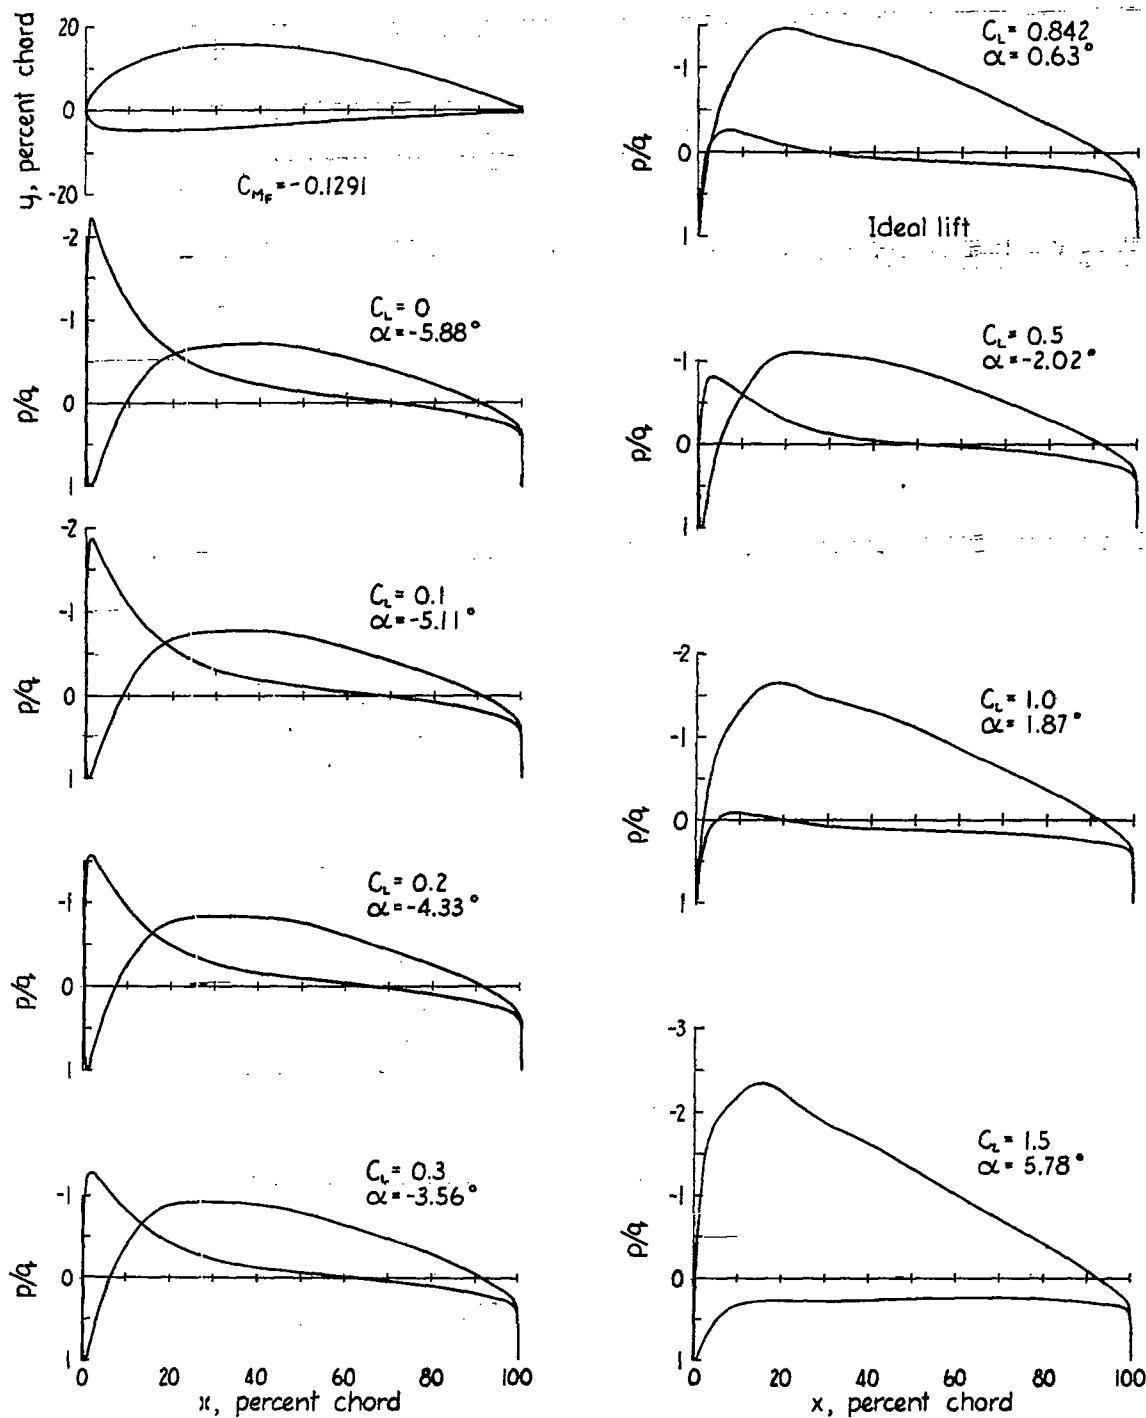 20
0
-20
y, percent chord
C_MF = -0.1291
-2
-1
0
1
p/q
C_L = 0
α = -5.88°
-2
-1
0
1
p/q
C_L = 0.1
α = -5.11°
-1
0
1
p/q
C_L = 0.2
α = -4.33°
-1
0
1
p/q
C_L = 0.3
α = -3.56°
0 20 40 60 80 100
x, percent chord
-1
0
1
p/q
C_L = 0.842
α = 0.63°
Ideal lift
-1
0
1
p/q
C_L = 0.5
α = -2.02°
-2
-1
0
1
p/q
C_L = 1.0
α = 1.87°
-3
-2
-1
0
1
p/q
C_L = 1.5
α = 5.78°
0 20 40 60 80 100
x, percent chord